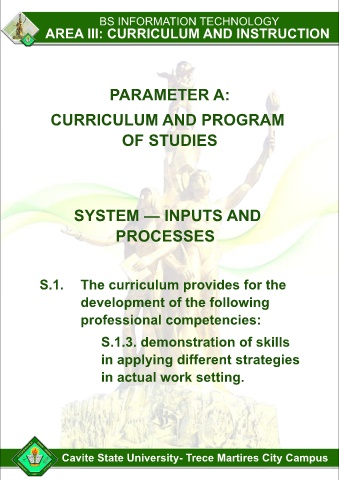 BS INFORMATION TECHNOLOGY
AREA III: CURRICULUM AND INSTRUCTION
PARAMETER A:
CURRICULUM AND PROGRAM
OF STUDIES
SYSTEM — INPUTS AND
PROCESSES
S.1. The curriculum provides for the
development of the following
professional competencies:
S.1.3. demonstration of skills
in applying different strategies
in actual work setting.
Cavite State University- Trece Martires City Campus